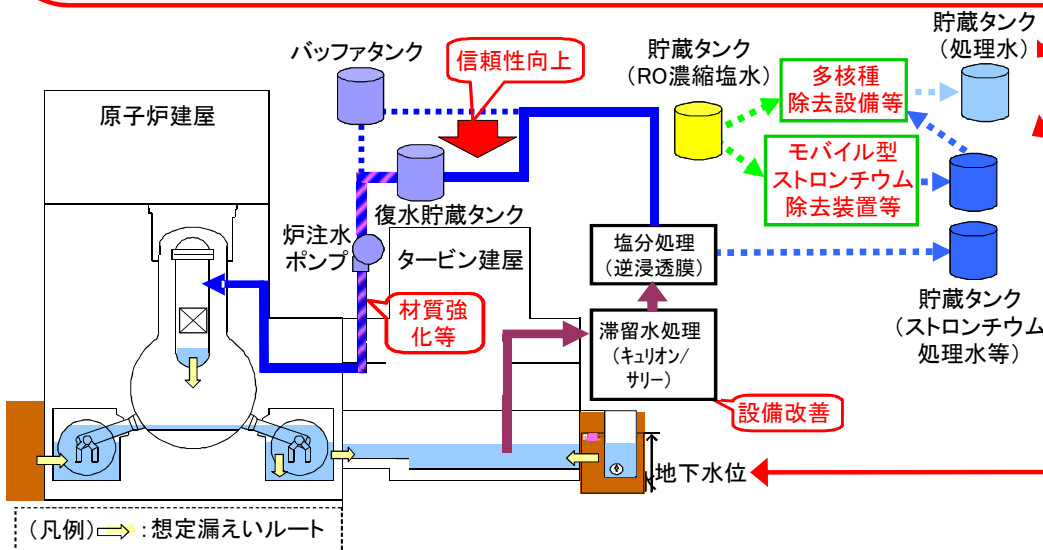 バッファタンク
信頼性向上
貯蔵タンク
(RO濃縮塩水)
多核種
除去設備等
貯蔵タンク
(処理水)
原子炉建屋
モバイル型
ストロンチウム
除去装置等
復水貯蔵タンク
炉注水
ポンプ
タービン建屋
塩分処理
(逆浸透膜)
材質強
化等
滞留水処理
(キュリオン/
サリー)
貯蔵タンク
(ストロンチウム
処理水等)
設備改善
地下水位
(凡例) :想定漏えいルート